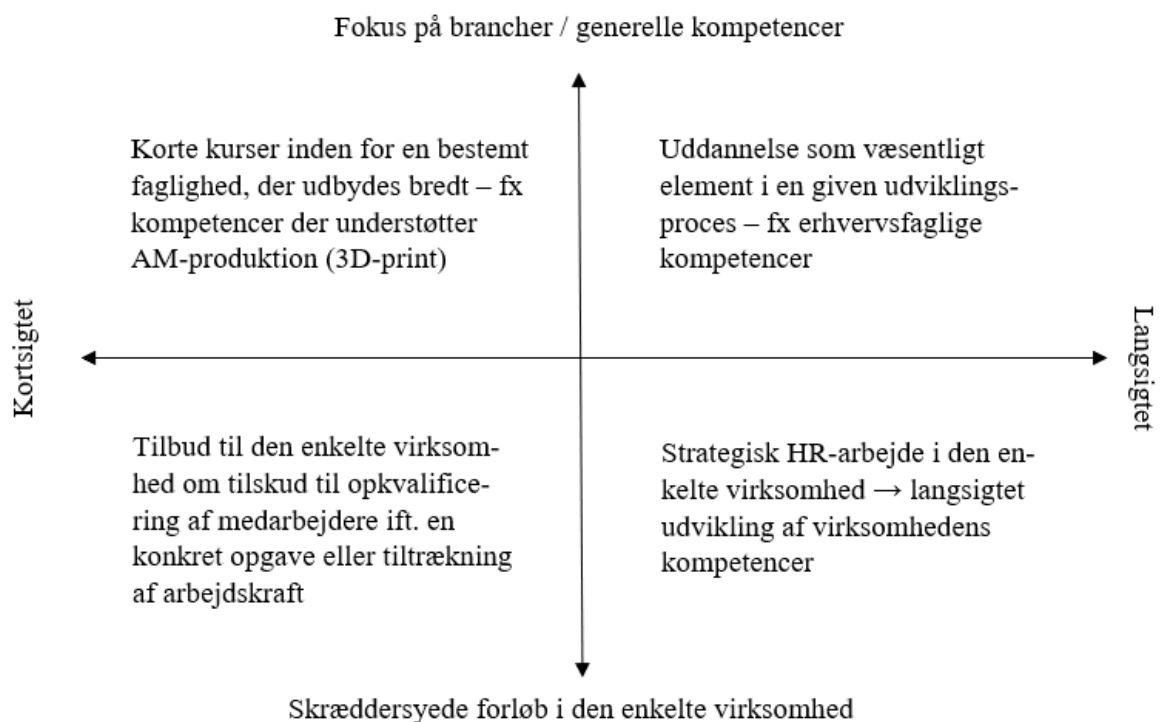 Fokus på brancher / generelle kompetencer
Korte kurser inden for en bestemt
faglighed, der udbydes bredt – fx
kompetencer der understøtter
AM-produktion (3D-print)
Uddannelse som væsentligt
element i en given udviklings-
proces – fx erhvervsfaglige
kompetencer
Kortsigtet
Langsigtet
Tilbud til den enkelte virksom-
hed om tilskud til opkvalifice-
ring af medarbejdere ift. en
konkret opgave eller tiltrækning
af arbejdskraft
Strategisk HR-arbejde i den en-
kelte virksomhed → langsigtet
udvikling af virksomhedens
kompetencer
Skræddersyede forløb i den enkelte virksomhed